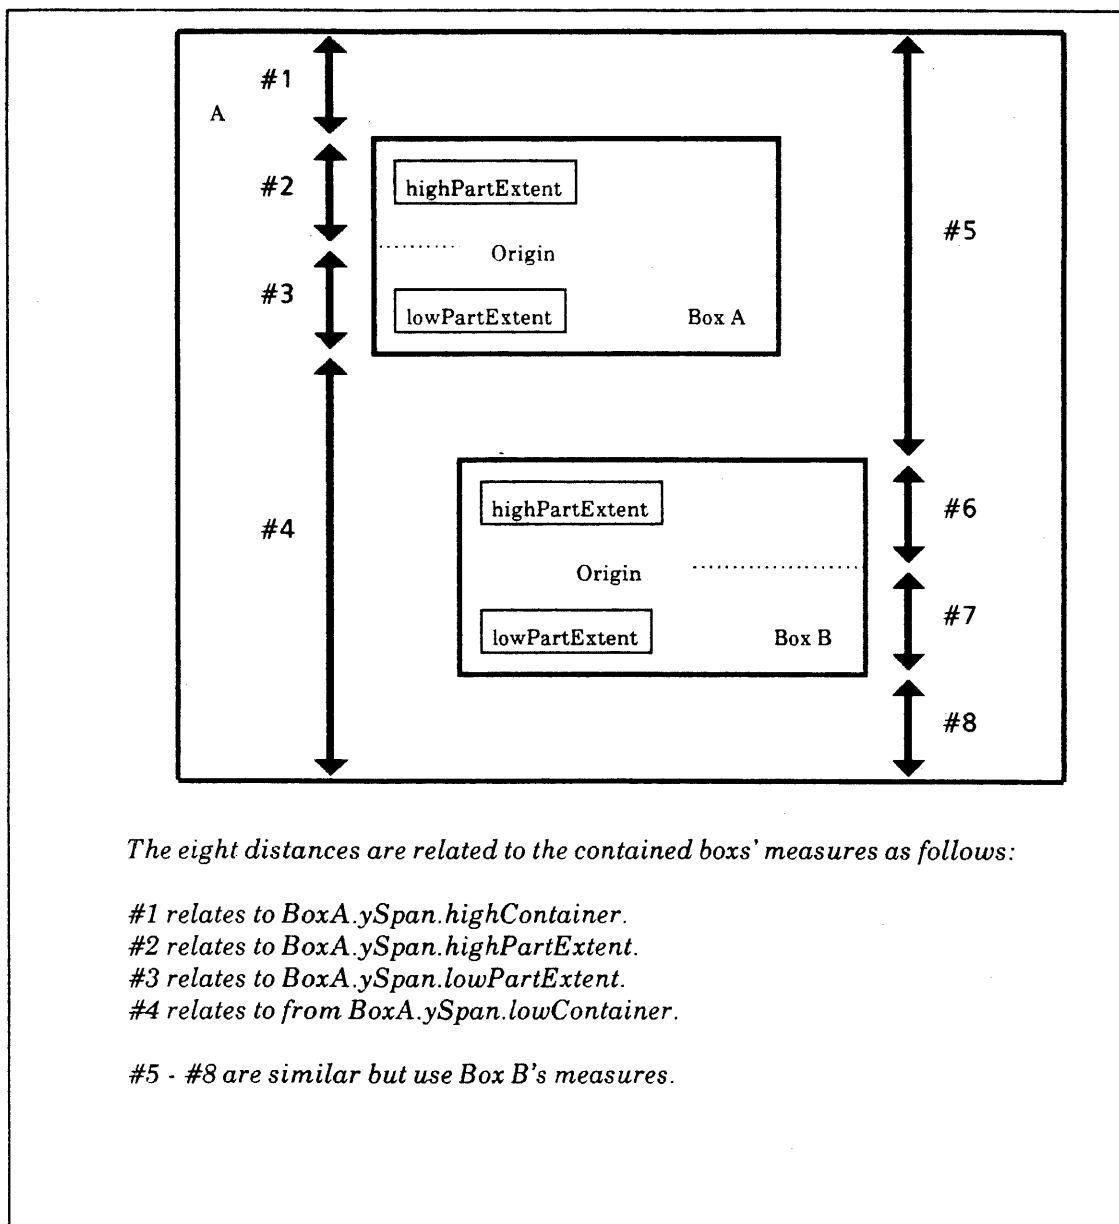 #1
A
#2
highPartExtent
#5
Origin
#3
lowPartExtent
Box A
highPartExtent
#6
#4
Origin
#7
lowPartExtent
Box B
#8
The eight distances are related to the contained boxs' measures as follows:
#1 relates to BoxA.ySpan.highContainer.
#2 relates to BoxA.ySpan.highPartExtent.
#3 relates to BoxA.ySpan.lowPartExtent.
#4 relates to from BoxA.ySpan.lowContainer.
#5 - #8 are similar but use Box B's measures.